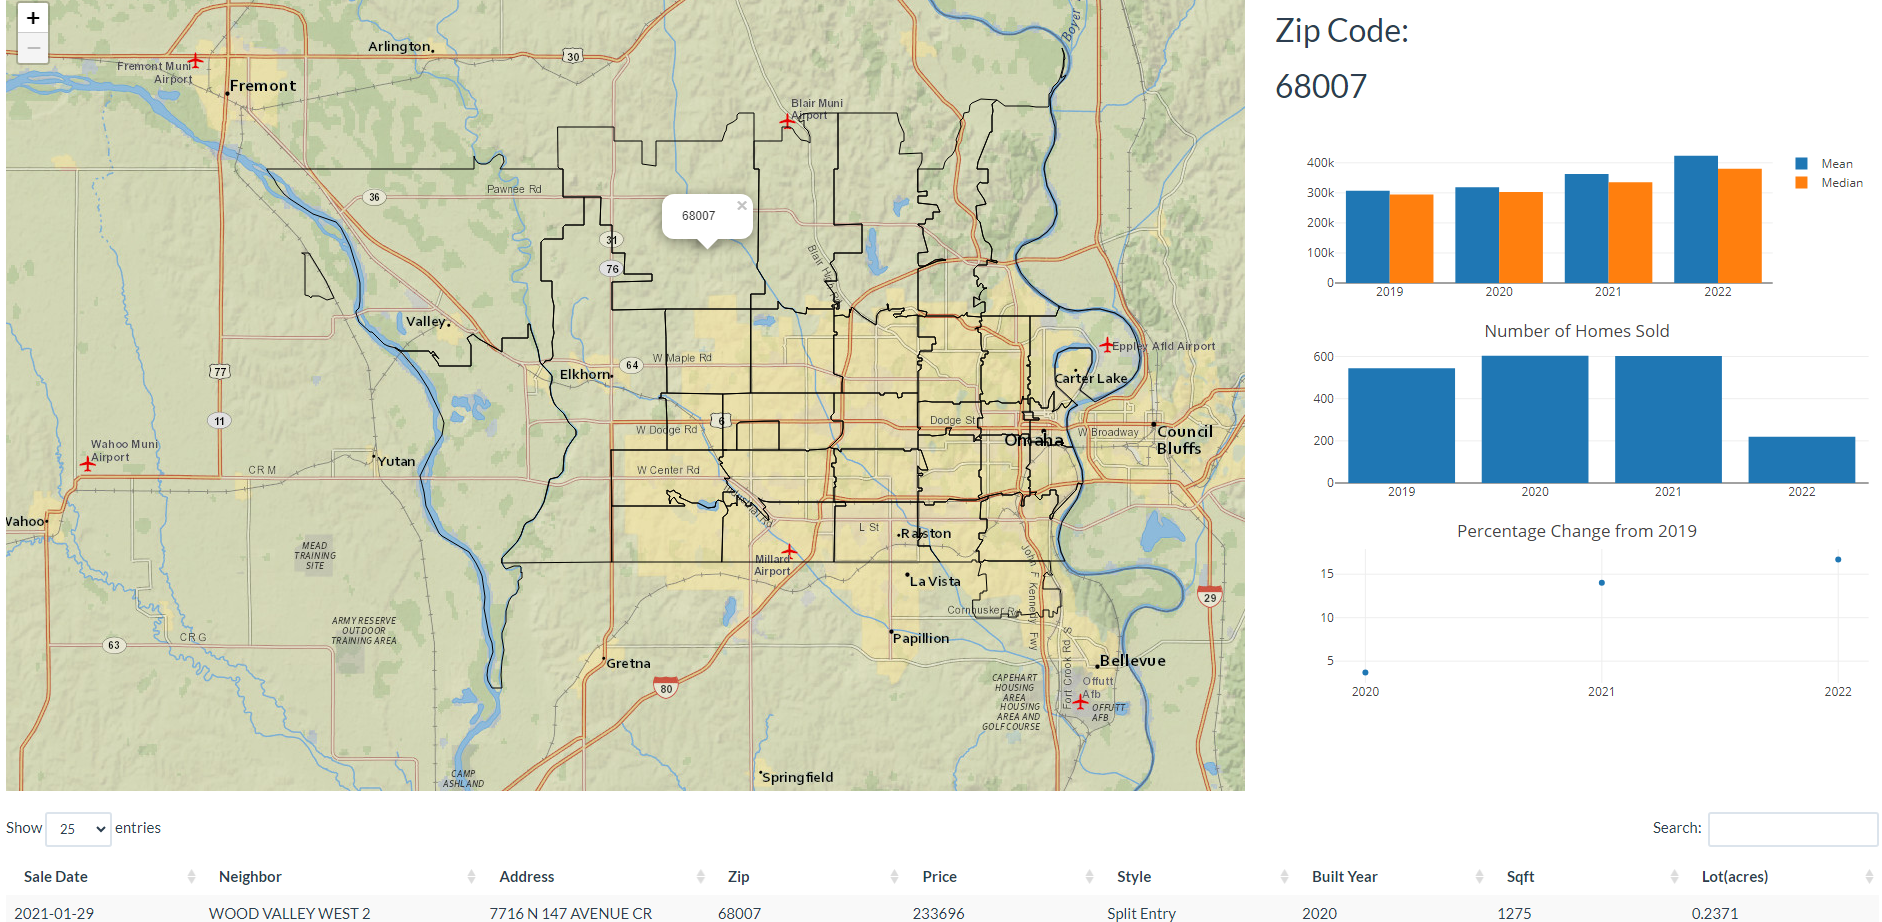 +
−
Arlington
30
Fremont Muni
Airport
Fremont
Blair Muni
Airport
Boyer
36
Pawnee Rd
68007
×
31
76
Blair High Rd
Valley
W Maple Rd
64
Elkhorn
Eppley Afld Airport
Carter Lake
77
11
6
W Dodge Rd
Dodge St
Omaha
W Broadway
Council
Bluffs
Wahoo Muni
Airport
Yutan
CR M
W Center Rd
Wahoo
L St
Ralston
MEAD
TRAINING
SITE
Millard
Airport
La Vista
John F Kennedy Fwy
29
Cornhusker Rd
ARMY RESERVE
OUTDOOR
TRAINING AREA
CR G
63
Papillion
Gretna
Fort Crook Rd S
Bellevue
80
CAPEHART
HOUSING
AREA
HOUSING
AREA AND
GOLF COURSE
Offutt
Afb
OFFUTT
AFB
CAMP
ASHLAND
Springfield
Zip Code:
68007
400k
300k
200k
100k
0
2019
2020
2021
2022
Mean
Median
Number of Homes Sold
600
400
200
0
2019
2020
2021
2022
Percentage Change from 2019
15
10
5
2020
2021
2022
Show 25 entries
Search:
Sale Date Neighbor Address Zip Price Style Built Year Sqft Lot(acres)
2021-01-29 WOOD VALLEY WEST 2 7716 N 147 AVENUE CR 68007 233696 Split Entry 2020 1275 0.2371